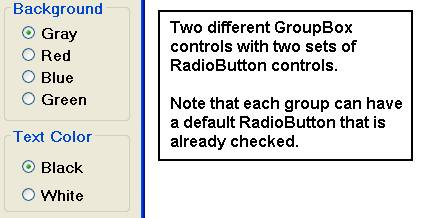 Background
Gray
Red
Blue
Green
Text Color
Black
White
Two different GroupBox
controls with two sets of
RadioButton controls.
Note that each group can have
a default RadioButton that is
already checked.